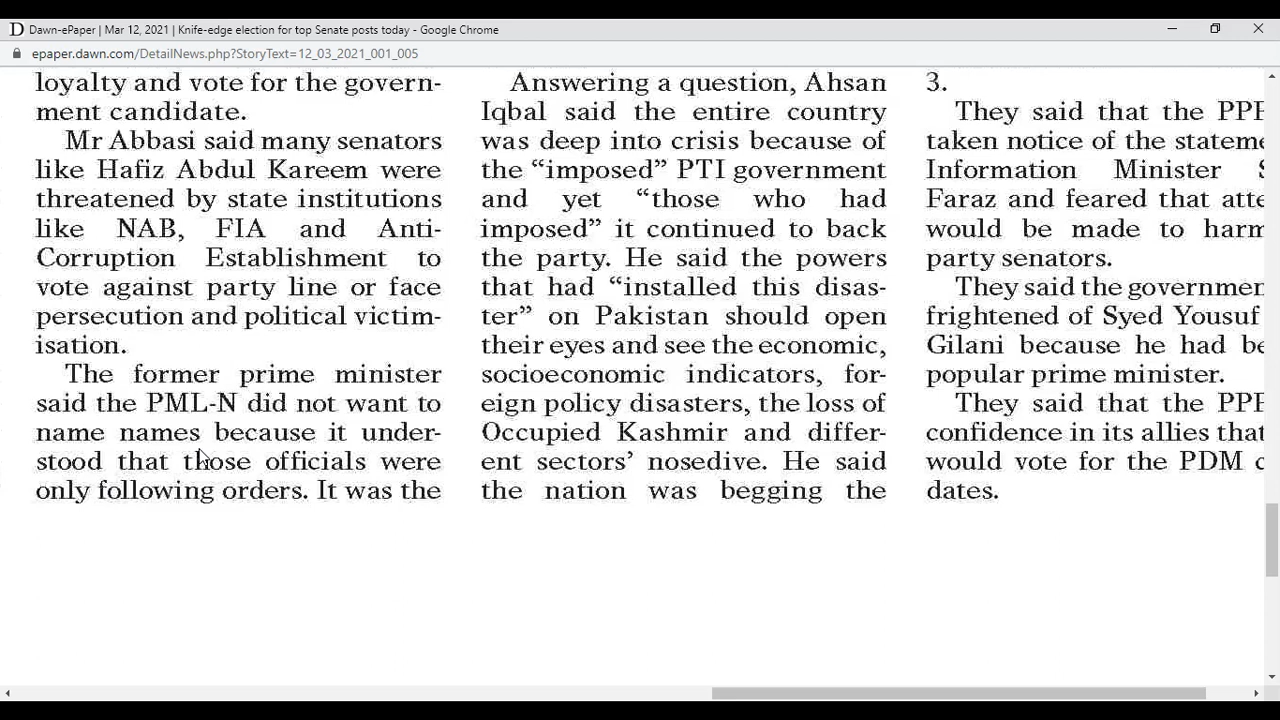 Dawn-ePaper | Mar 12, 2021 | Knife-edge election for top Senate posts today - Google Chrome
epaper.dawn.com/DetailNews.php?StoryText=12_03_2021_001_005
loyalty and vote for the govern-
ment candidate.
Mr Abbasi said many senators
like Hafiz Abdul Kareem were
threatened by state institutions
like NAB, FIA and Anti-
Corruption Establishment to
vote against party line or face
persecution and political victim-
isation.
The former prime minister
said the PML-N did not want to
name names because it under-
stood that those officials were
only following orders. It was the
Answering a question, Ahsan
Iqbal said the entire country
was deep into crisis because of
the “imposed” PTI government
and yet “those who had
imposed” it continued to back
the party. He said the powers
that had “installed this disas-
ter” on Pakistan should open
their eyes and see the economic,
socioeconomic indicators, for-
eign policy disasters, the loss of
Occupied Kashmir and differ-
ent sectors’ nosedive. He said
the nation was begging the
3.
They said that the
taken notice of the
Information Minister
Faraz and feared that
would be made to harm
party senators.
They said the
frightened of Syed Yousuf
Gilani because he had
popular prime minister.
They said that the
confidence in its allies that
would vote for the PDM
dates.